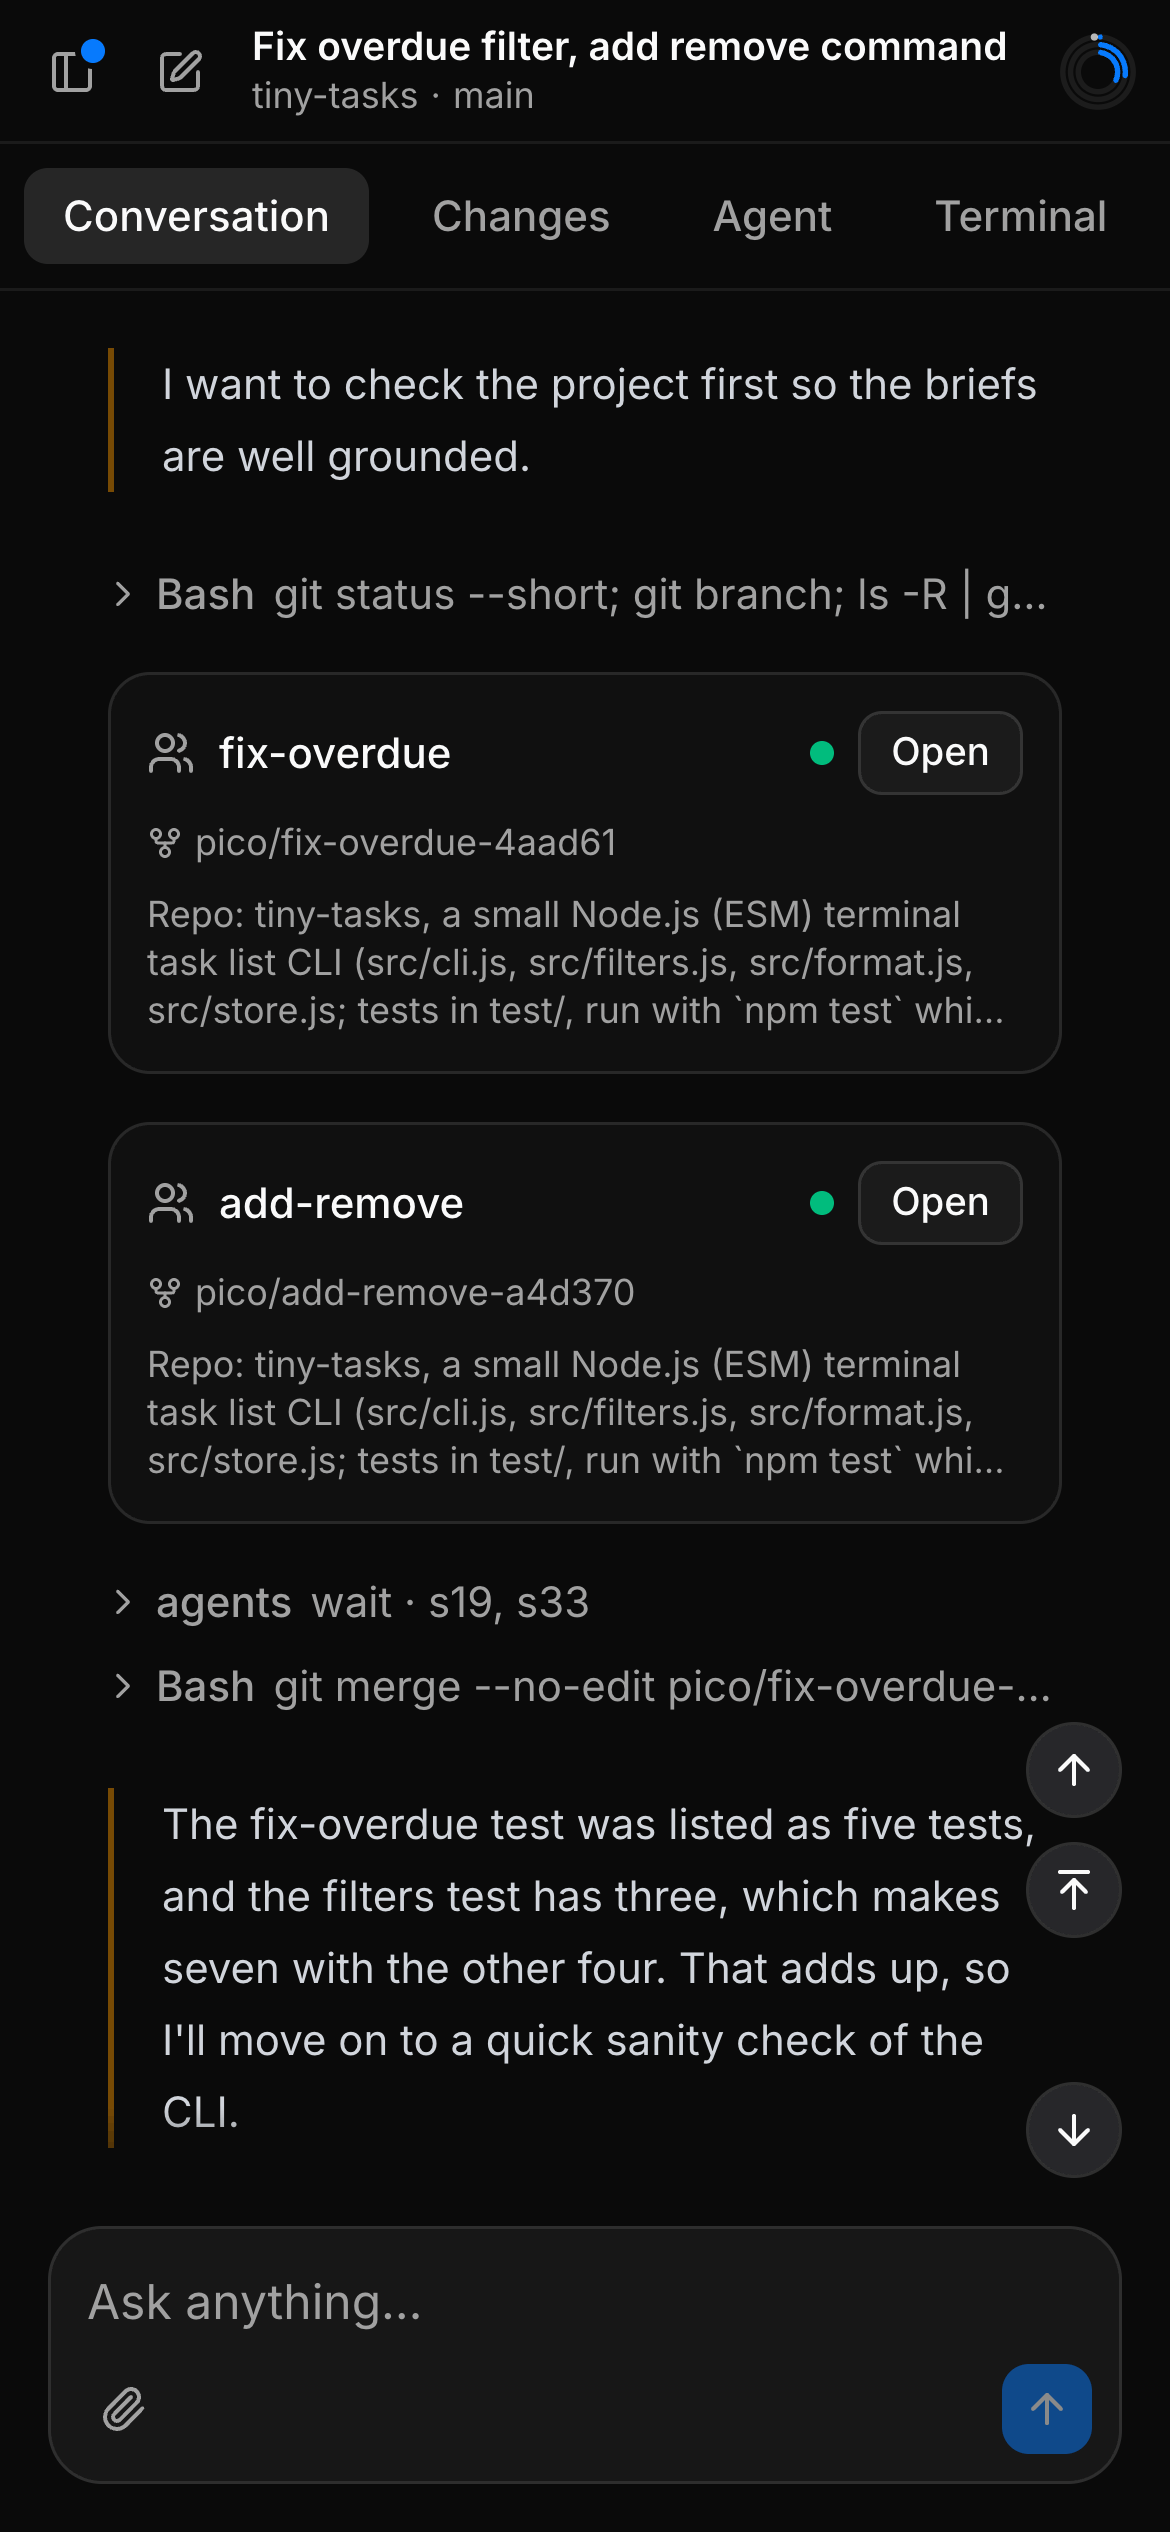 Fix overdue filter, add remove command
tiny-tasks · main
Conversation
Changes
Agent
Terminal
I want to check the project first so the briefs
are well grounded.
Bash git status --short; git branch; ls -R | g...
fix-overdue
Open
pico/fix-overdue-4aad61
Repo: tiny-tasks, a small Node.js (ESM) terminal
task list CLI (src/cli.js, src/filters.js, src/format.js,
src/store.js; tests in test/, run with `npm test` whi...
add-remove
Open
pico/add-remove-a4d370
Repo: tiny-tasks, a small Node.js (ESM) terminal
task list CLI (src/cli.js, src/filters.js, src/format.js,
src/store.js; tests in test/, run with `npm test` whi...
agents wait · s19, s33
Bash git merge --no-edit pico/fix-overdue-...
The fix-overdue test was listed as five tests,
and the filters test has three, which makes
seven with the other four. That adds up, so
I'll move on to a quick sanity check of the
CLI.
Ask anything...